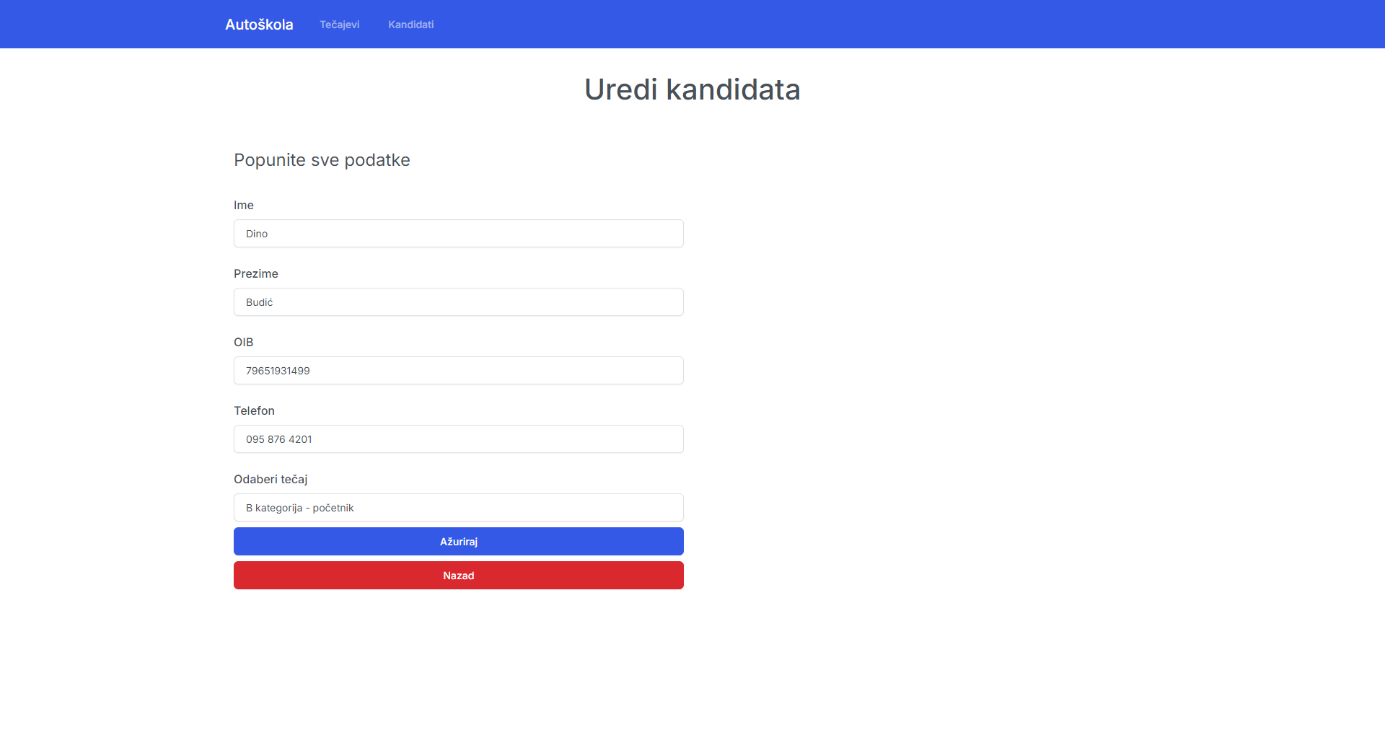 Autoškola Tečajevi Kandidati
Uredi kandidata
Popunite sve podatke
Ime
Dino
Prezime
Budić
OIB
79651931499
Telefon
095 876 4201
Odaberi tečaj
B kategorija - početnik
Ažuriraj
Nazad